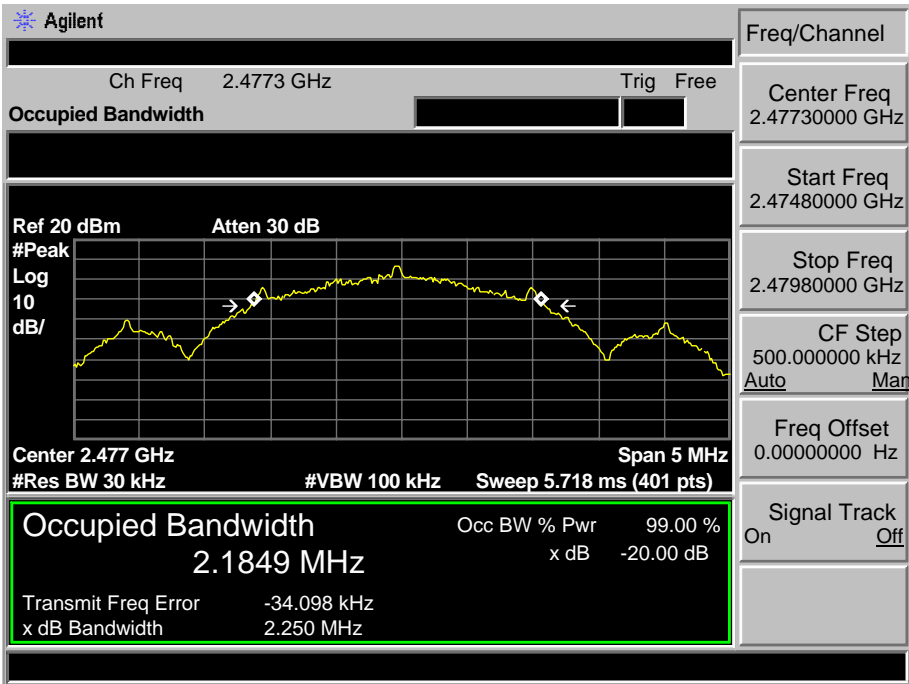 Agilent
Freq/Channel
Ch Freq 2.4773 GHz Trig Free
Occupied Bandwidth
Center Freq
2.47730000 GHz
Start Freq
2.47480000 GHz
Stop Freq
2.47980000 GHz
CF Step
500.000000 kHz
Auto Man
Freq Offset
0.00000000 Hz
Signal Track
On Off
Ref 20 dBm Atten 30 dB
#Peak
Log
10
dB/
Center 2.477 GHz Span 5 MHz
#Res BW 30 kHz #VBW 100 kHz Sweep 5.718 ms (401 pts)
Occupied Bandwidth Occ BW % Pwr 99.00 %
2.1849 MHz x dB -20.00 dB
Transmit Freq Error -34.098 kHz
x dB Bandwidth 2.250 MHz